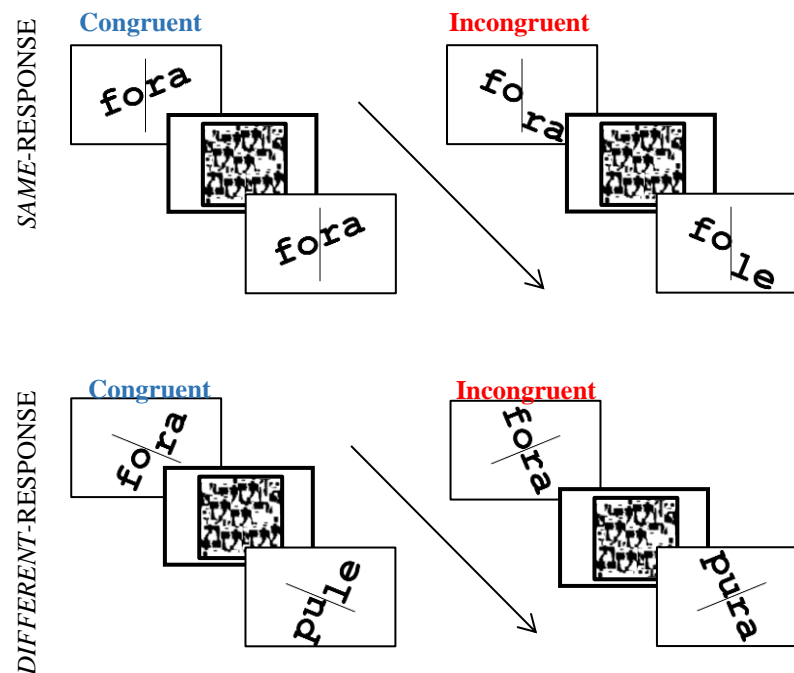 SAME-RESPONSE
Congruent
Incongruent
fora
fora
fora
fole
DIFFERENT-RESPONSE
Congruent
Incongruent
fora
fora
pule
pura